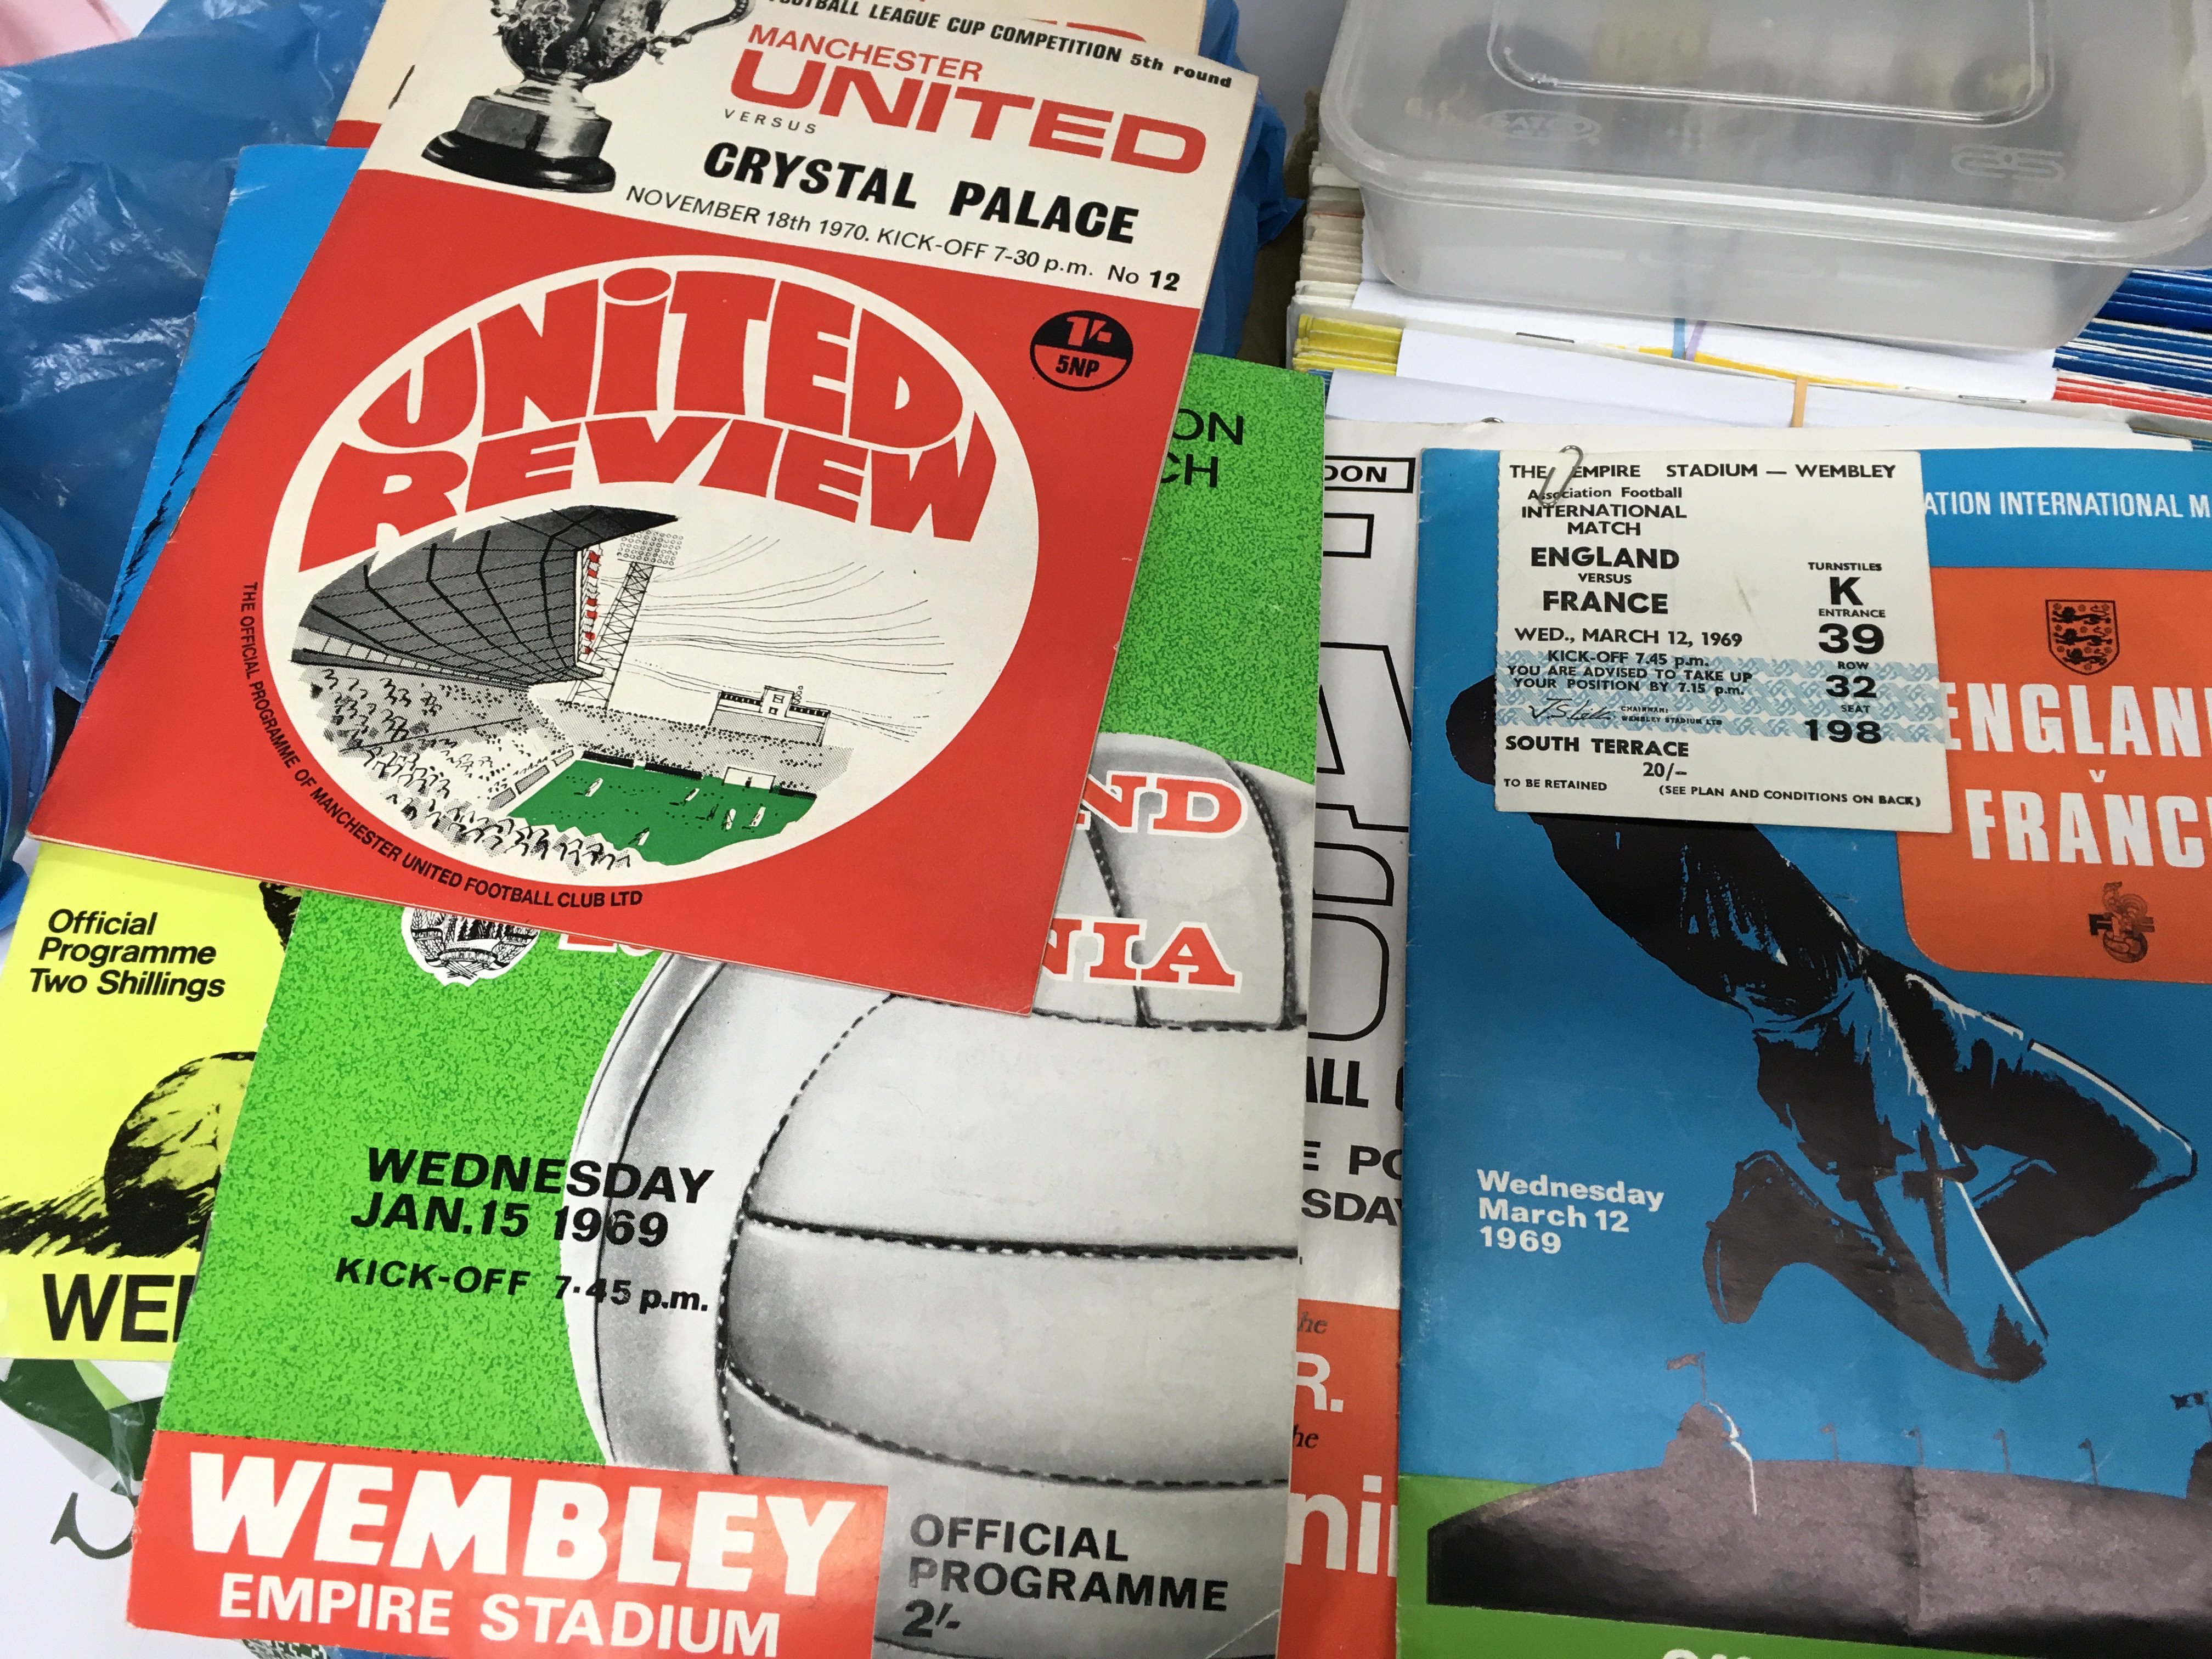 FOOTBALL LEAGUE CUP COMPETITION 5th round
MANCHESTER
UNITED
VERSUS
CRYSTAL PALACE
NOVEMBER 18th 1970. KICK-OFF 7-30 p.m. No 12
1/-
5NP
UNiTED
REVIEW
THE OFFICIAL PROGRAMME OF MANCHESTER UNITED FOOTBALL CLUB LTD
Official
Programme
Two Shillings
WE
ON
CH
ND
NIA
WEDNESDAY
JAN.15 1969
KICK-OFF 7.45 p.m.
WEMBLEY
EMPIRE STADIUM
OFFICIAL
PROGRAMME
2/-
DON
ALL
E PO
SDAY
he
R.
he
ni
THE EMPIRE STADIUM — WEMBLEY
Association Football
INTERNATIONAL
MATCH
ENGLAND
VERSUS
FRANCE
WED., MARCH 12, 1969
KICK-OFF 7.45 p.m.
YOU ARE ADVISED TO TAKE UP
YOUR POSITION BY 7.15 p.m.
CHAIRMAN:
WEMBLEY STADIUM LTD
SOUTH TERRACE
20/-
TO BE RETAINED (SEE PLAN AND CONDITIONS ON BACK)
TURNSTILES
K
ENTRANCE
39
ROW
32
SEAT
198
ATION INTERNATIONAL M
ENGLAN
v
FRANC
Wednesday
March 12
1969